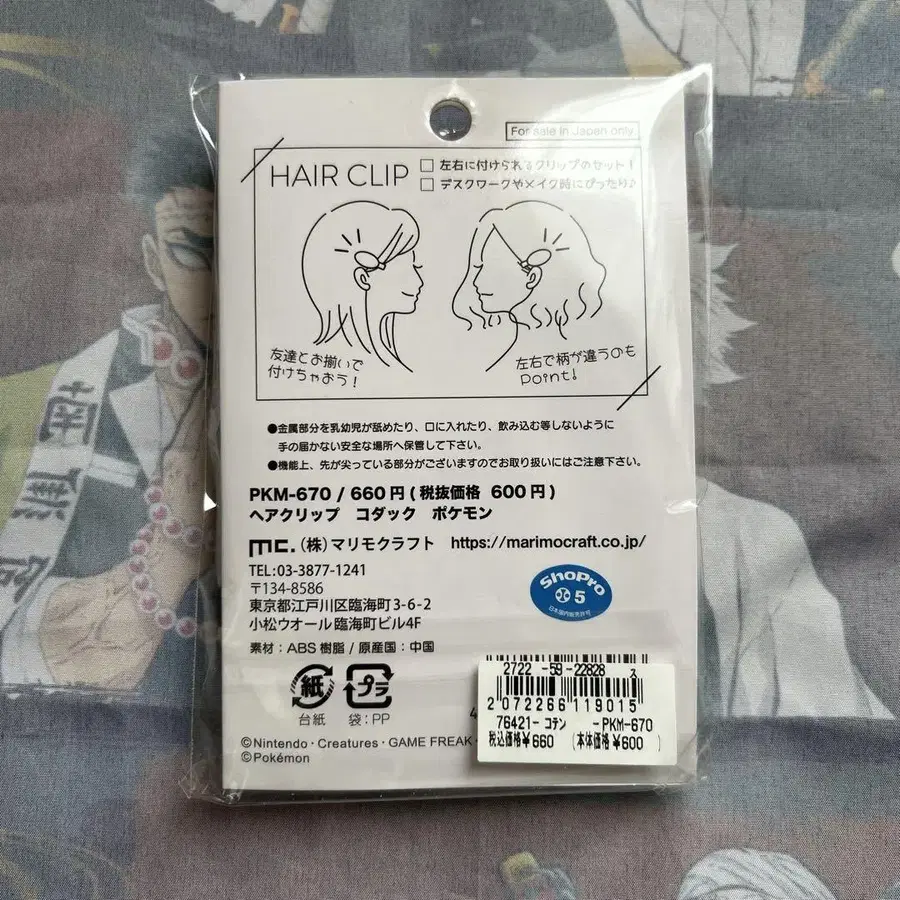 For sale in Japan only
HAIR CLIP
□左右に付けられるクリップのセット!
□デスクワークやメイク時にぴったり♪
友達とお揃いで
付けちゃおう!
左右で柄が違うのも
Point!
●金属部分を乳幼児が舐めたり、口に入れたり、飲み込む等しないように
手の届かない安全な場所へ保管して下さい。
●機能上、先が尖っている部分がございますのでお取り扱いにはご注意下さい。
PKM-670 / 660円(税抜価格 600円)
ヘアクリップ コダック ポケモン
mc. (株)マリモクラフト https://marimocraft.co.jp/
TEL:03-3877-1241
〒134-8586
東京都江戸川区臨海町3-6-2
小松ウオール臨海町ビル4F
素材:ABS樹脂/原産国:中国
ShoPro
5
日本国内販売許可
紙
プラ
台紙
袋:PP
©Nintendo・Creatures・GAME FREAK・
©Pokémon
4
2722 -59-22828 ス
2072266119015
76421- コテン -PKM-670
税込価格¥660 (本体価格¥600)